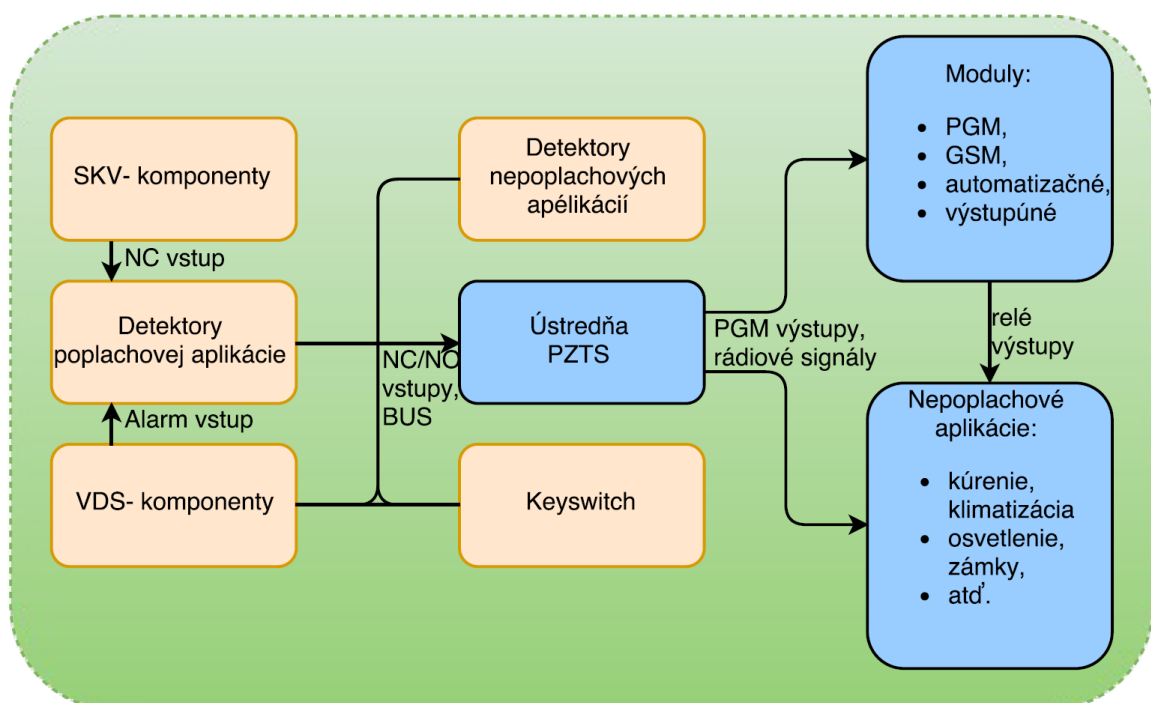 SKV- komponenty
NC vstup
Detektory
poplachovej aplikácie
Alarm vstup
VDS- komponenty
Detektory
nepoplachových
apélikácií
NC/NO
vstupy,
BUS
Ústredňa
PZTS
Keyswitch
PGM výstupy,
rádiové signály
Moduly:
• PGM,
• GSM,
• automatizačné,
• výstupúné
relé
výstupy
Nepoplachové
aplikácie:
• kúrenie,
klimatizácia
• osvetlenie,
zámky,
• atď.